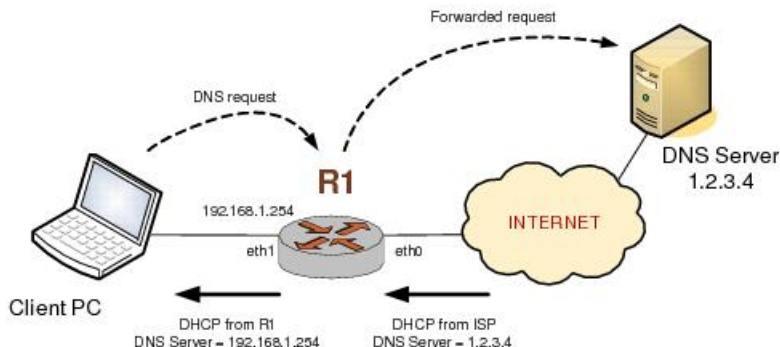 Forwarded request
DNS request
DNS Server
1.2.3.4
R1
192.168.1.254
INTERNET
eth1
eth0
Client PC
DHCP from R1
DNS Server = 192.168.1.254
DHCP from ISP
DNS Server = 1.2.3.4